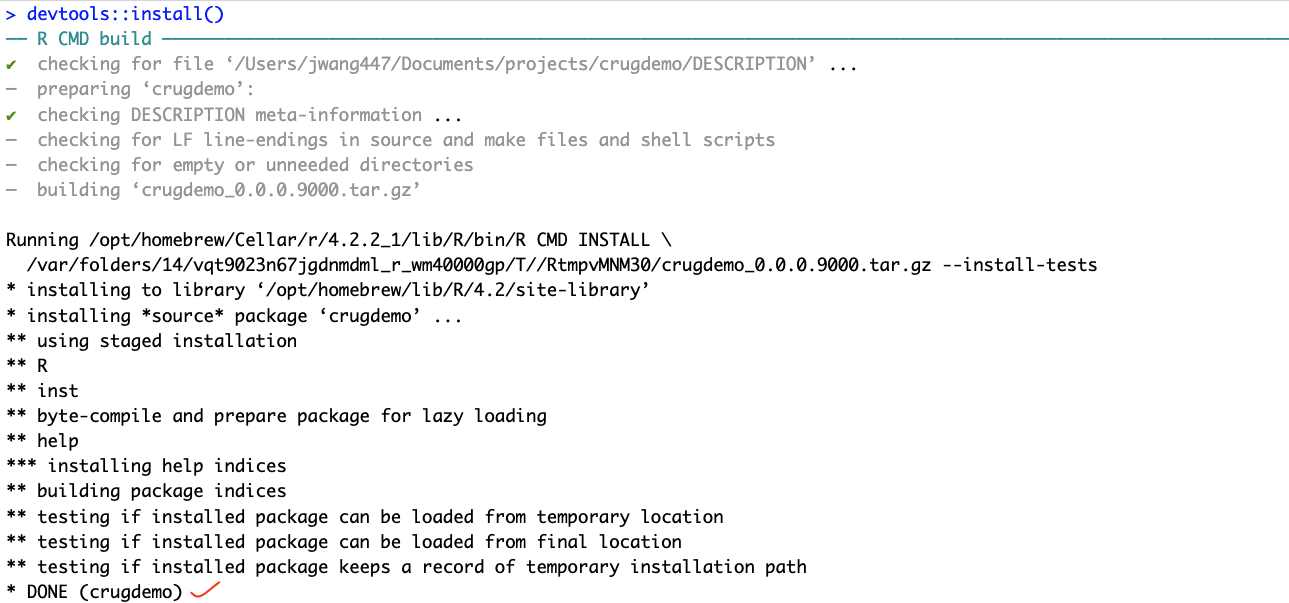 > devtools::install()
── R CMD build ──────────────────────────────────────────────
✔  checking for file ‘/Users/jwang447/Documents/projects/crugdemo/DESCRIPTION’ ...
─  preparing ‘crugdemo’:
✔  checking DESCRIPTION meta-information ...
─  checking for LF line-endings in source and make files and shell scripts
─  checking for empty or unneeded directories
─  building ‘crugdemo_0.0.0.9000.tar.gz’
Running /opt/homebrew/Cellar/r/4.2.2_1/lib/R/bin/R CMD INSTALL \
  /var/folders/14/vqt9023n67jgdnmdml_r_wm40000gp/T//RtmpvMNM30/crugdemo_0.0.0.9000.tar.gz --install-tests
* installing to library ‘/opt/homebrew/lib/R/4.2/site-library’
* installing *source* package ‘crugdemo’ ...
** using staged installation
** R
** inst
** byte-compile and prepare package for lazy loading
** help
*** installing help indices
** building package indices
** testing if installed package can be loaded from temporary location
** testing if installed package can be loaded from final location
** testing if installed package keeps a record of temporary installation path
* DONE (crugdemo)